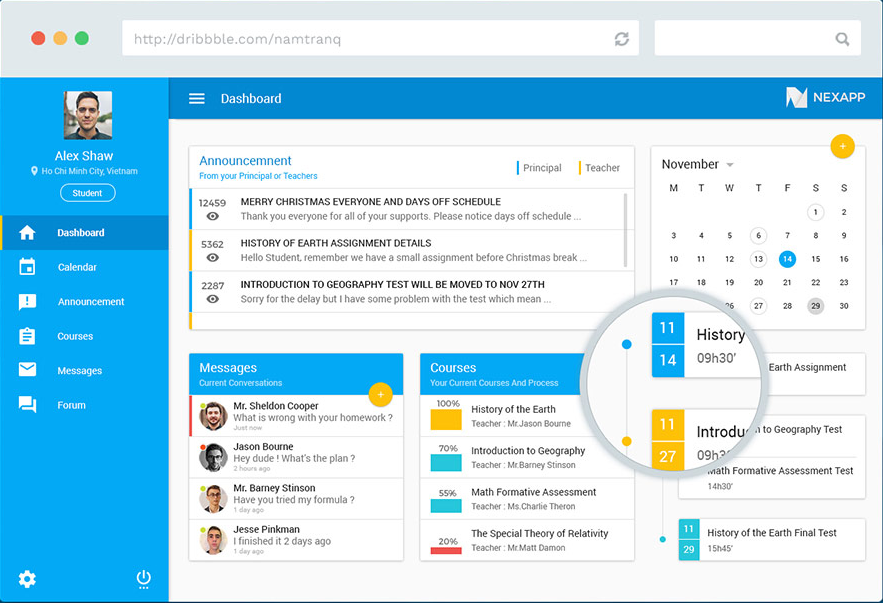 http://dribbble.com/namtranq
Dashboard
NEXAPP
Alex Shaw
Ho Chi Minh City, Vietnam
Student
Dashboard
Calendar
Announcement
Courses
Messages
Forum
Announcemnent
From your Principal or Teachers
Principal
Teacher
12459
MERRY CHRISTMAS EVERYONE AND DAYS OFF SCHEDULE
Thank you everyone for all of your supports. Please notice days off schedule ...
5362
HISTORY OF EARTH ASSIGNMENT DETAILS
Hello Student, remember we have a small assignment before Christmas break ...
2287
INTRODUCTION TO GEOGRAPHY TEST WILL BE MOVED TO NOV 27TH
Sorry for the delay but I have some problem with the test which mean ...
November
M T W T F S S
1 2
3 4 5 6 7 8 9
10 11 12 13 14 15 16
17 18 19 20 21 22 23
26 27 28 29 30
Messages
Current Conversations
Mr. Sheldon Cooper
What is wrong with your homework ?
Just now
Jason Bourne
Hey dude ! What's the plan ?
2 hours ago
Mr. Barney Stinson
Have you tried my formula ?
1 day ago
Jesse Pinkman
I finished it 2 days ago
1 day ago
Courses
Your Current Courses And Process
100%
History of the Earth
Teacher : Mr.Jason Bourne
70%
Introduction to Geography
Teacher : Mr.Barney Stinson
55%
Math Formative Assessment
Teacher : Ms.Charlie Theron
20%
The Special Theory of Relativity
Teacher : Mr.Matt Damon
11
14
History
09h30'
Earth Assignment
11
27
Introdu
to Geography Test
09h3
Math Formative Assessment Test
14h30'
11
29
History of the Earth Final Test
15h45'